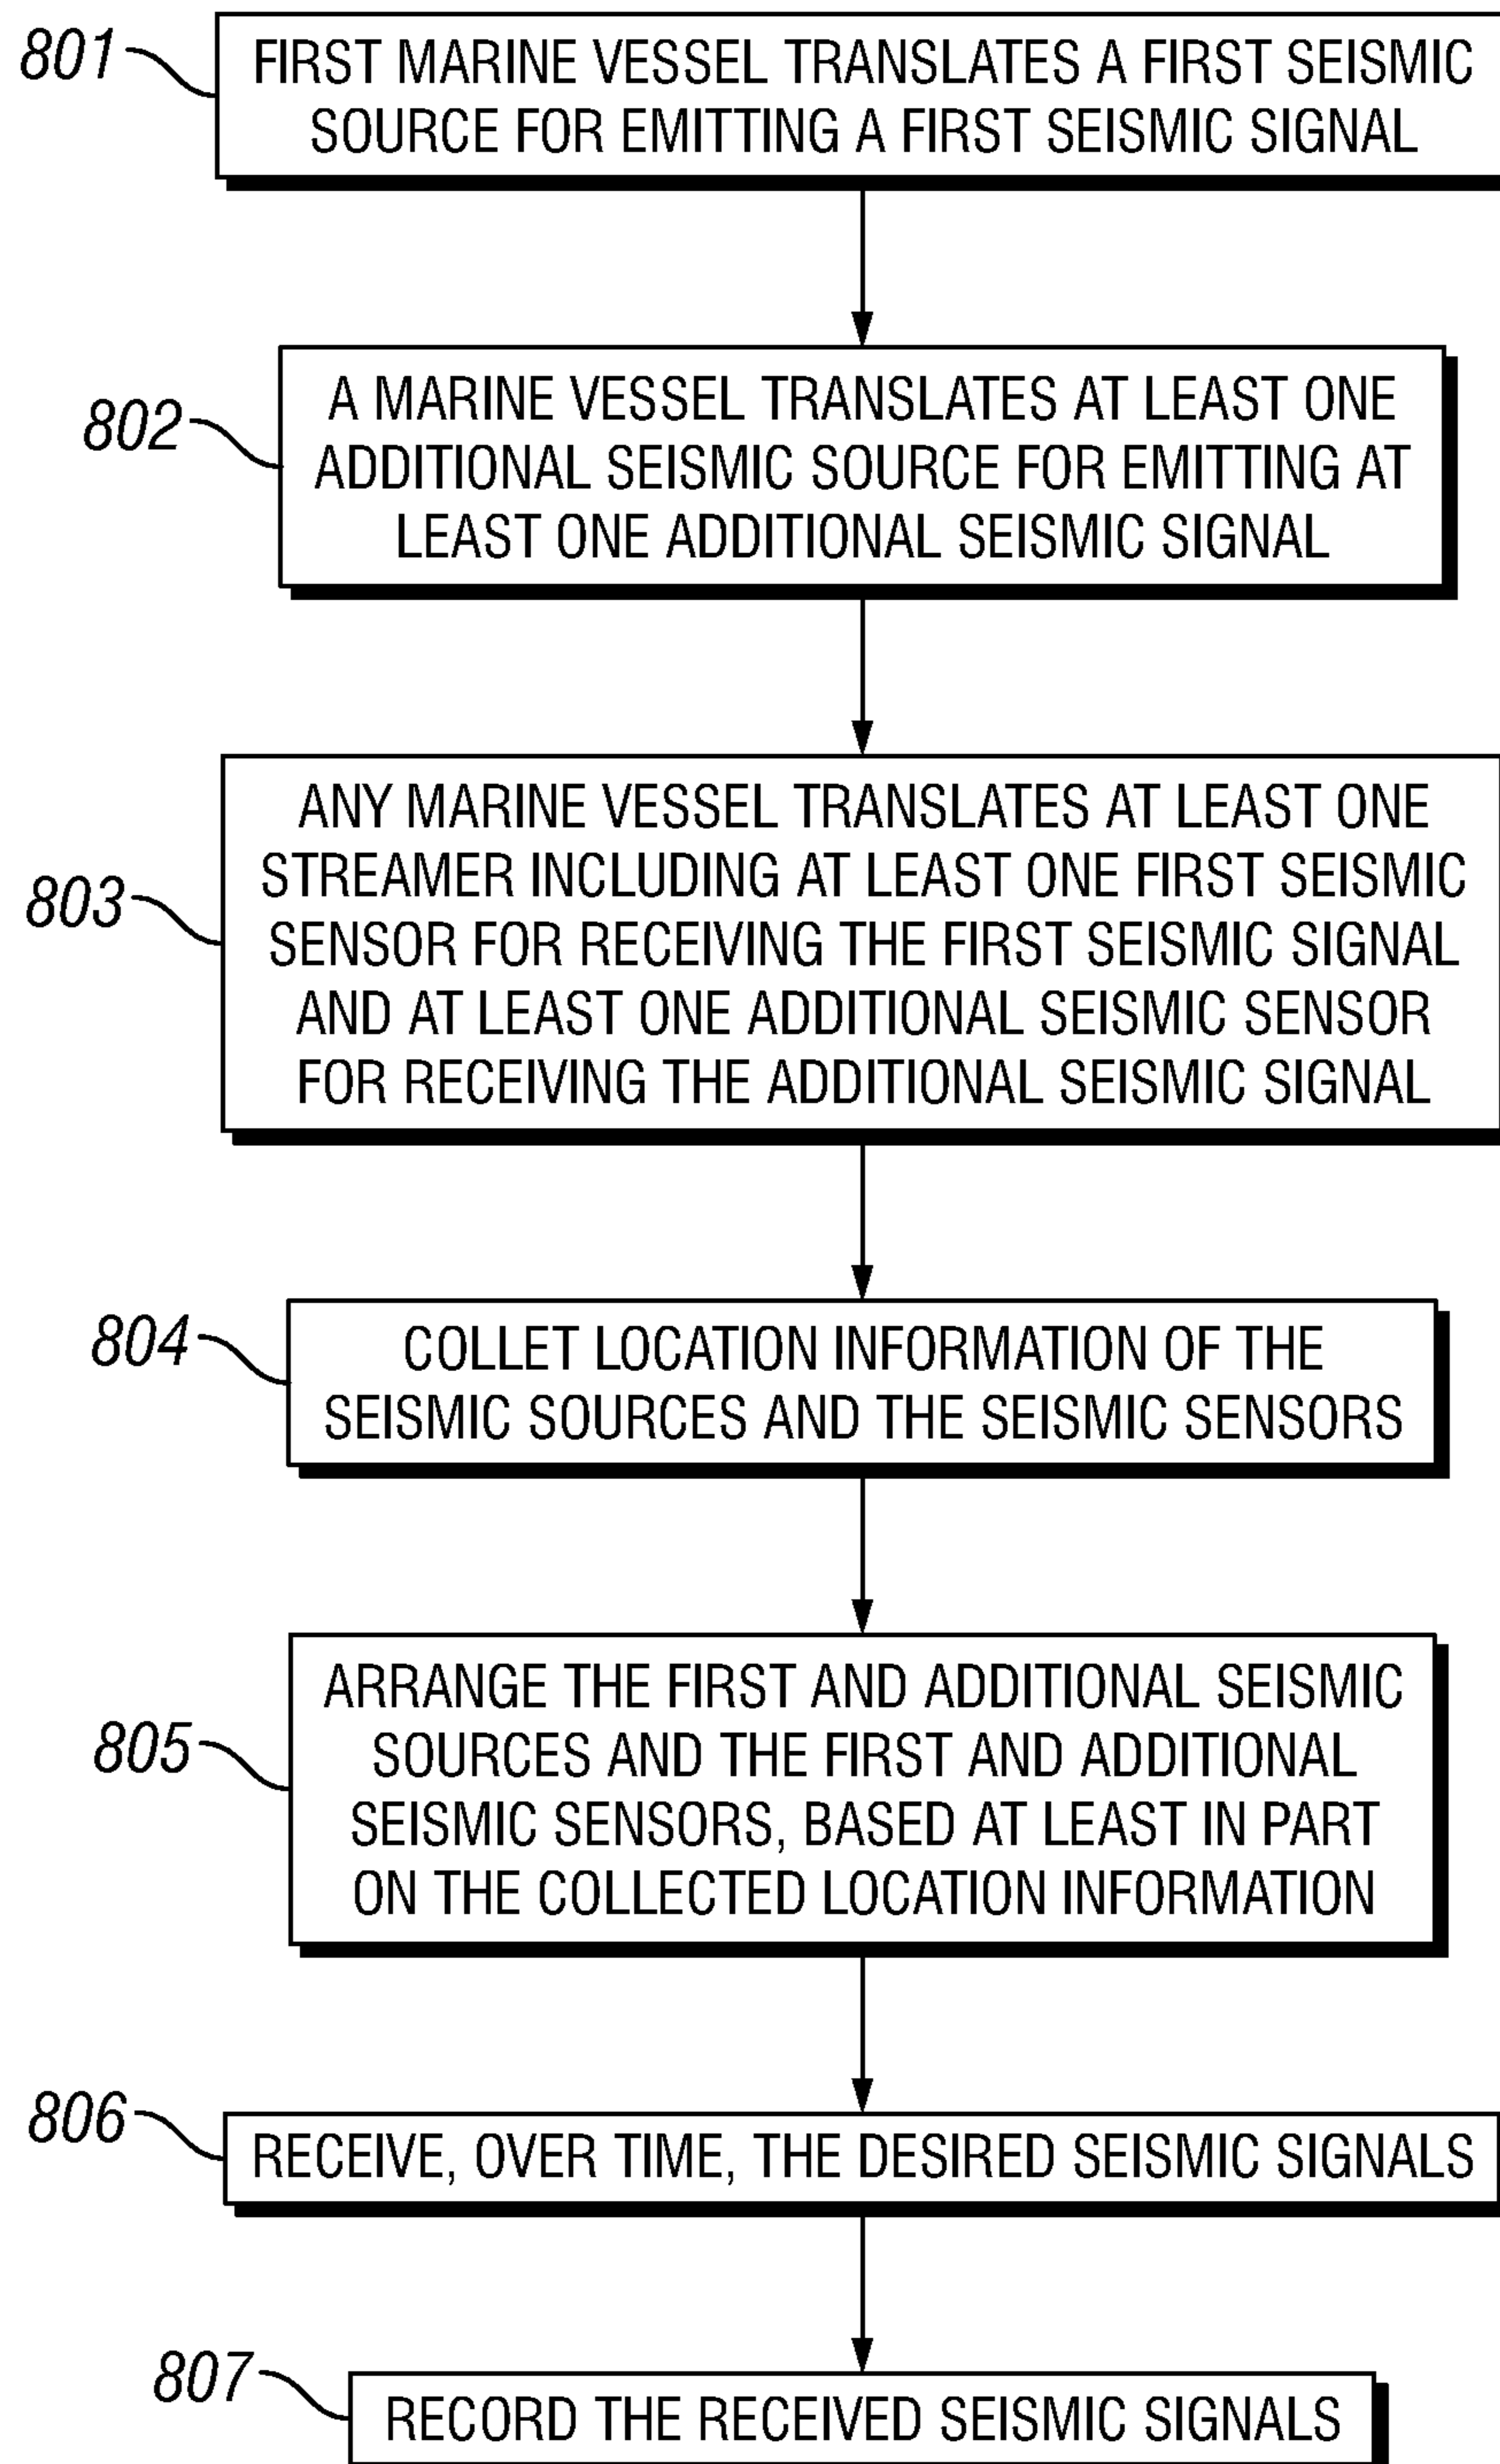 801
FIRST MARINE VESSEL TRANSLATES A FIRST SEISMIC
SOURCE FOR EMITTING A FIRST SEISMIC SIGNAL
802
A MARINE VESSEL TRANSLATES AT LEAST ONE
ADDITIONAL SEISMIC SOURCE FOR EMITTING AT
LEAST ONE ADDITIONAL SEISMIC SIGNAL
803
ANY MARINE VESSEL TRANSLATES AT LEAST ONE
STREAMER INCLUDING AT LEAST ONE FIRST SEISMIC
SENSOR FOR RECEIVING THE FIRST SEISMIC SIGNAL
AND AT LEAST ONE ADDITIONAL SEISMIC SENSOR
FOR RECEIVING THE ADDITIONAL SEISMIC SIGNAL
804
COLLET LOCATION INFORMATION OF THE
SEISMIC SOURCES AND THE SEISMIC SENSORS
805
ARRANGE THE FIRST AND ADDITIONAL SEISMIC
SOURCES AND THE FIRST AND ADDITIONAL
SEISMIC SENSORS, BASED AT LEAST IN PART
ON THE COLLECTED LOCATION INFORMATION
806
RECEIVE, OVER TIME, THE DESIRED SEISMIC SIGNALS
807
RECORD THE RECEIVED SEISMIC SIGNALS